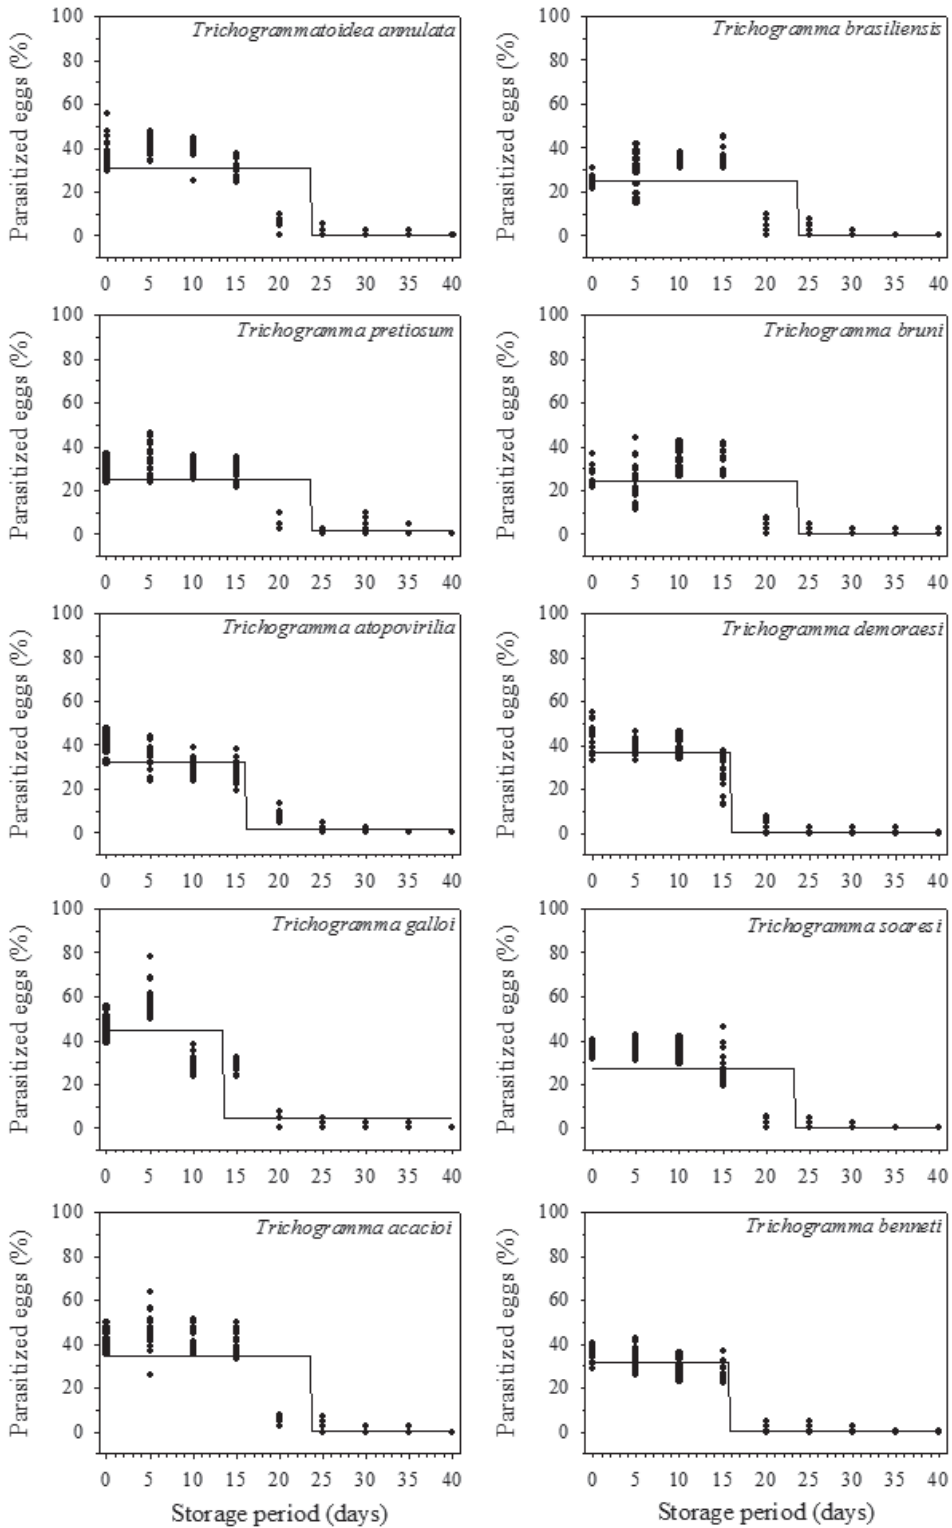 Trichogrammatoidea annulata
Parasitized eggs (%)
100
80
60
40
20
0
0 5 10 15 20 25 30 35 40
Trichogramma brasiliensis
Parasitized eggs (%)
100
80
60
40
20
0
0 5 10 15 20 25 30 35 40
Trichogramma pretiosum
Parasitized eggs (%)
100
80
60
40
20
0
0 5 10 15 20 25 30 35 40
Trichogramma bruni
Parasitized eggs (%)
100
80
60
40
20
0
0 5 10 15 20 25 30 35 40
Trichogramma atopovirilia
Parasitized eggs (%)
100
80
60
40
20
0
0 5 10 15 20 25 30 35 40
Trichogramma demoraesi
Parasitized eggs (%)
100
80
60
40
20
0
0 5 10 15 20 25 30 35 40
Trichogramma galloi
Parasitized eggs (%)
100
80
60
40
20
0
0 5 10 15 20 25 30 35 40
Trichogramma soaresi
Parasitized eggs (%)
100
80
60
40
20
0
0 5 10 15 20 25 30 35 40
Trichogramma acacioi
Parasitized eggs (%)
100
80
60
40
20
0
0 5 10 15 20 25 30 35 40
Storage period (days)
Trichogramma benneti
Parasitized eggs (%)
100
80
60
40
20
0
0 5 10 15 20 25 30 35 40
Storage period (days)